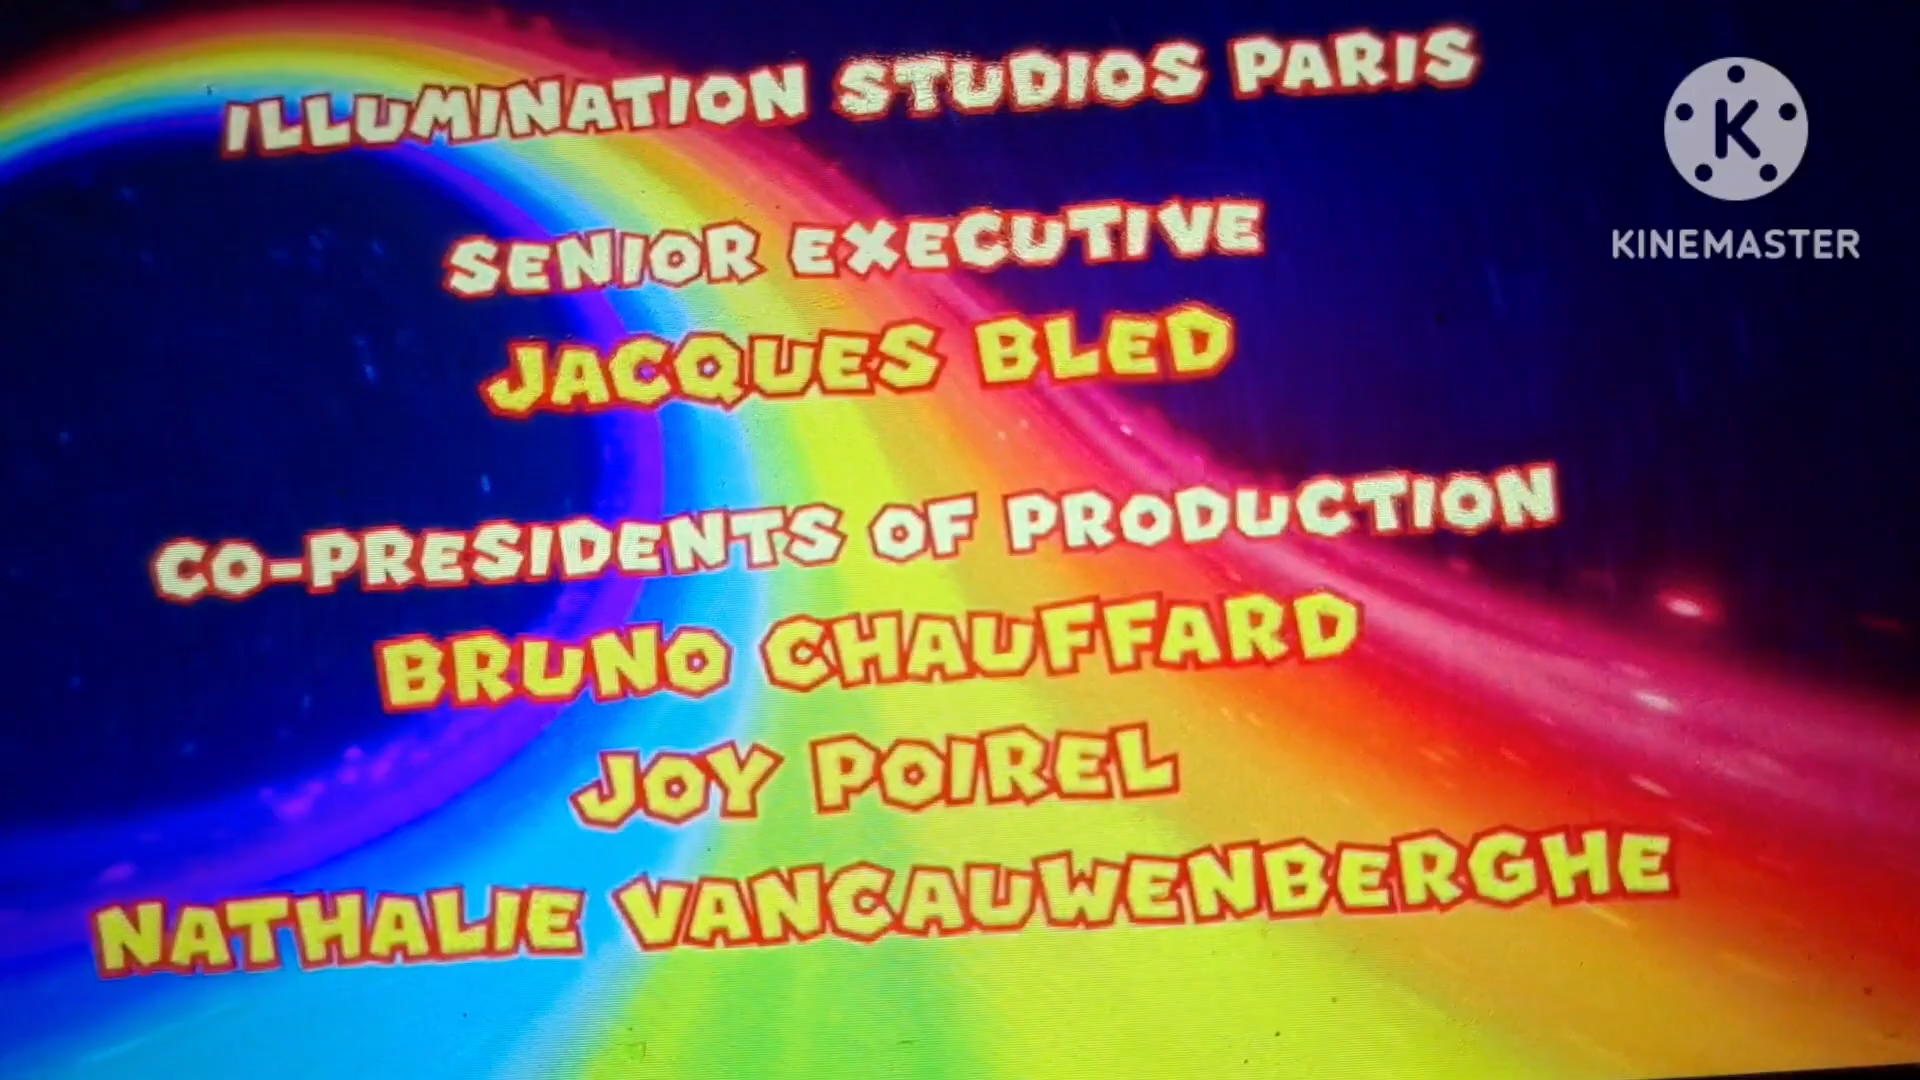 ILLUMINATION STUDIOS PARIS
K
KINEMASTER
SENIOR EXECUTIVE
JACQUES BLED
CO-PRESIDENTS OF PRODUCTION
BRUNO CHAUFFARD
JOY POIREL
NATHALIE VANCAUWENBERGHE